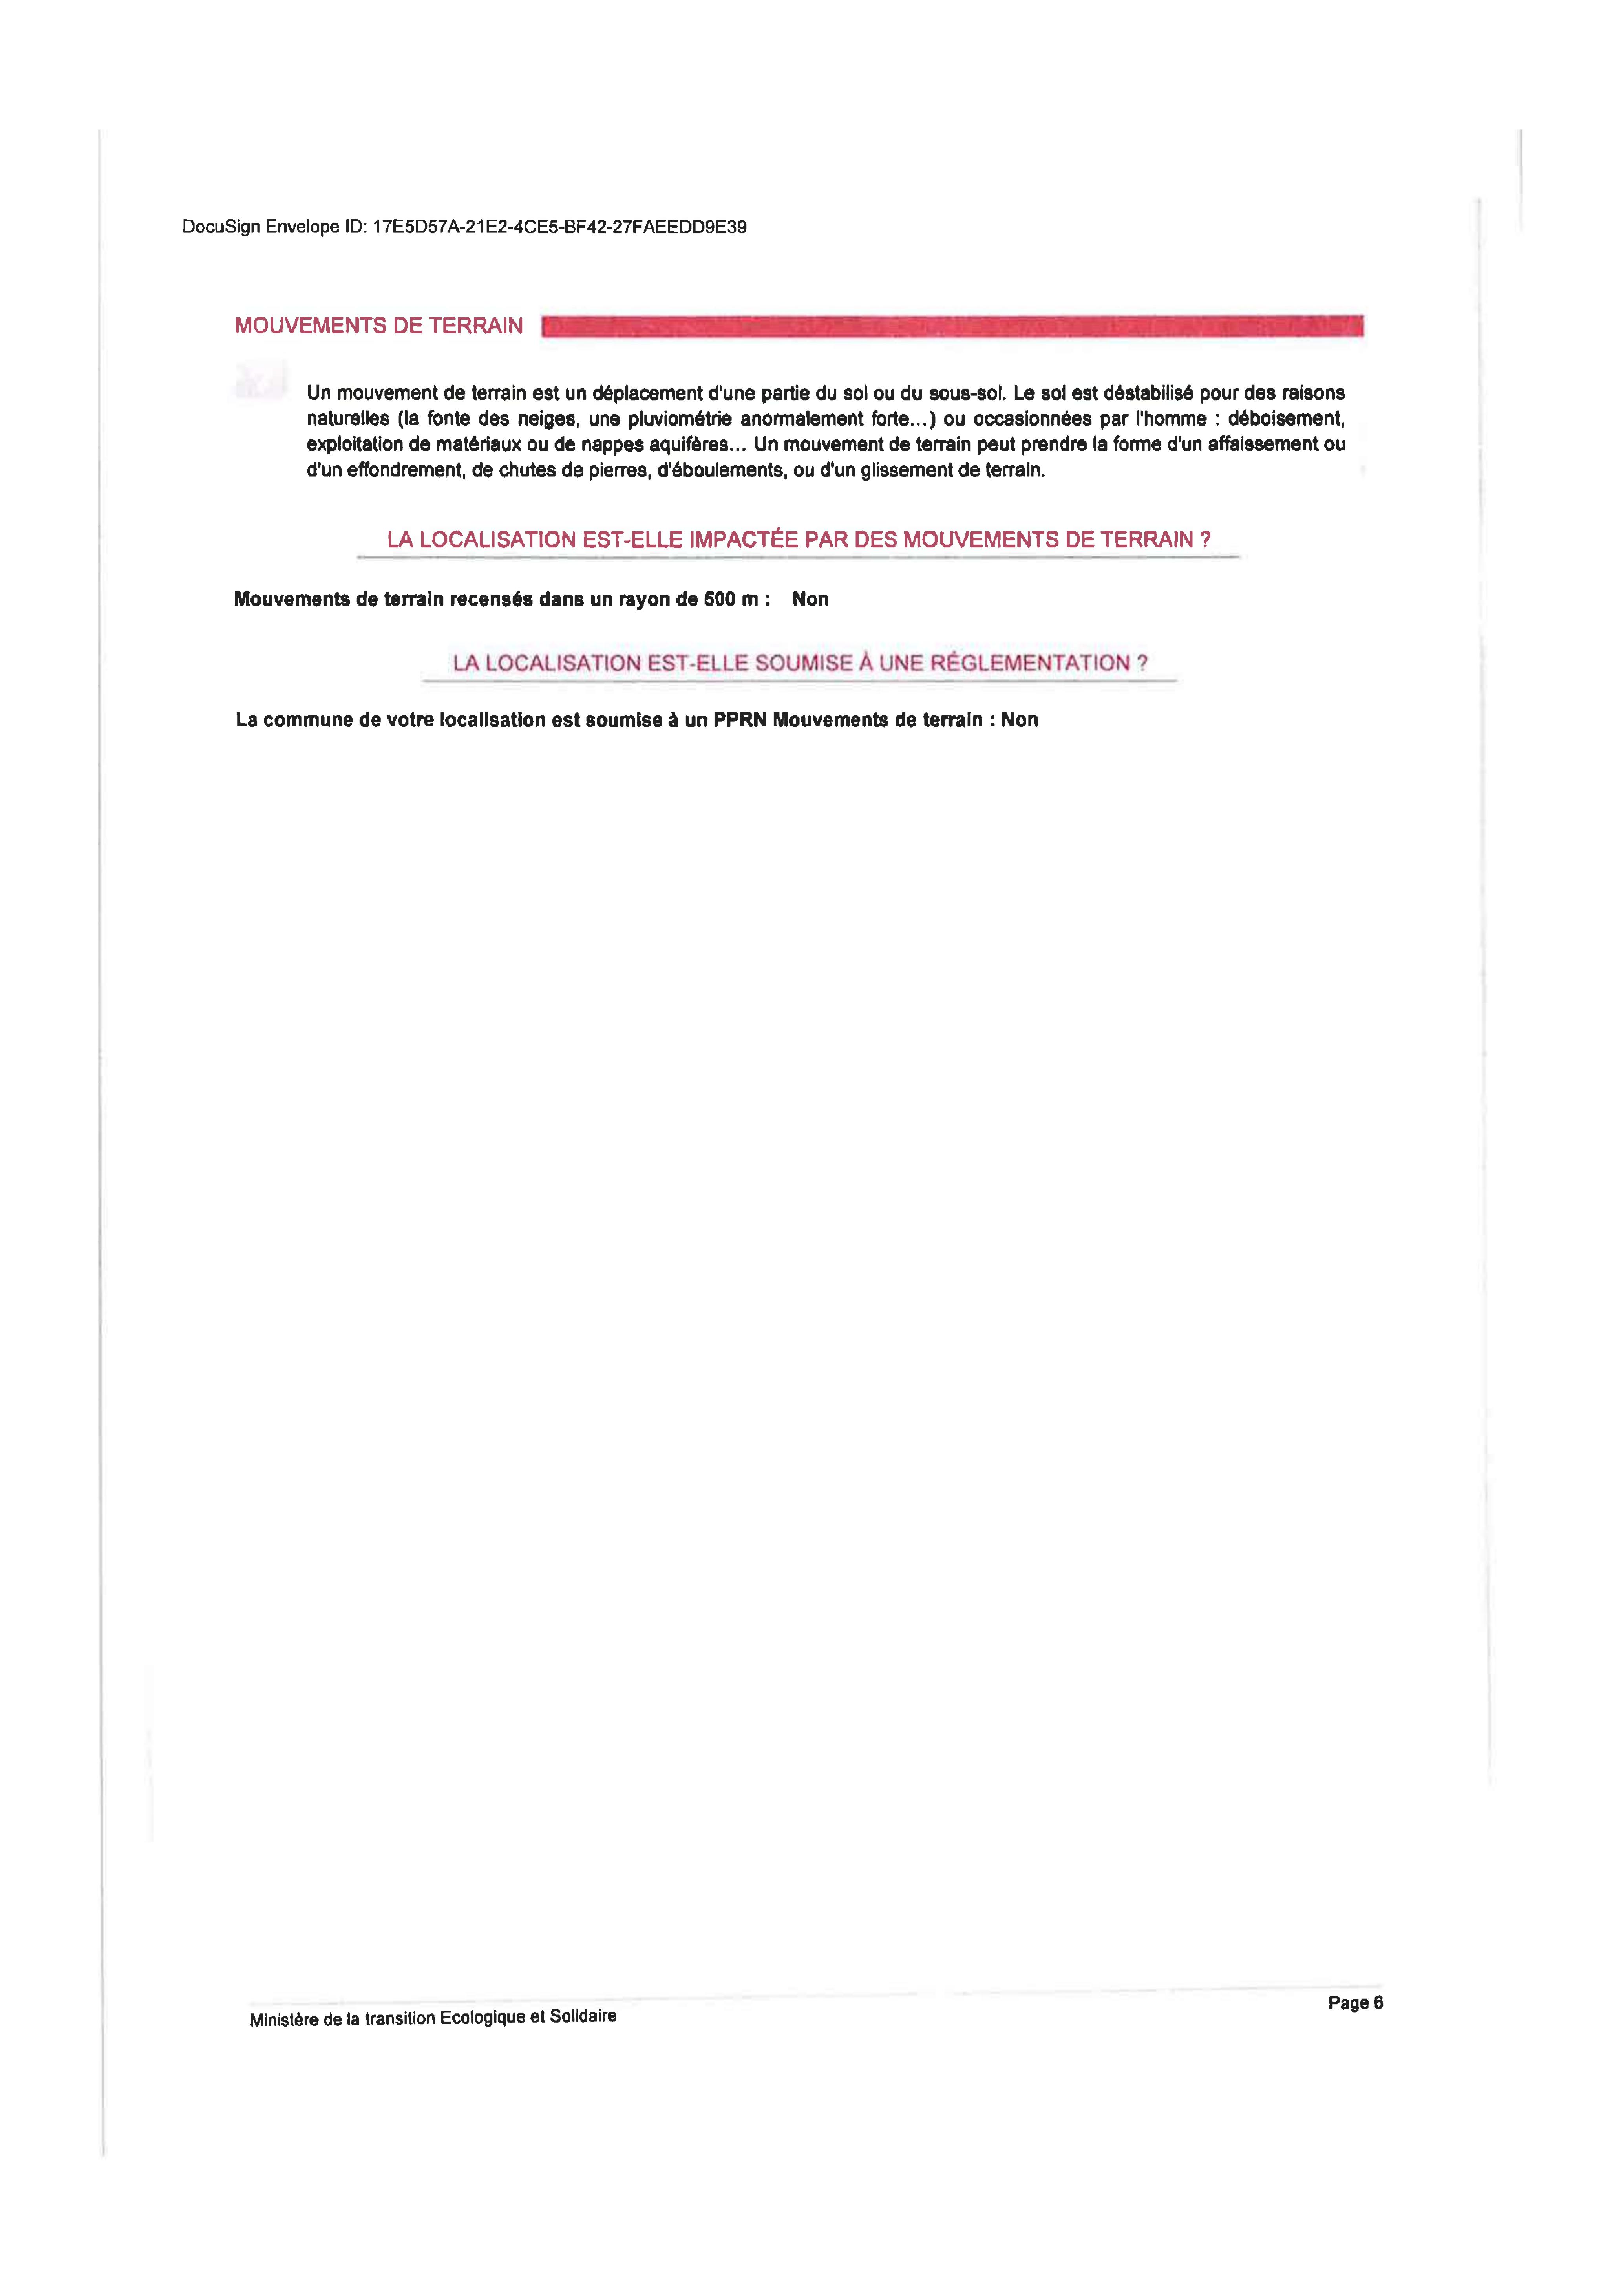 DocuSign Envelope ID: 17E5D57A-21E2-4CE5-BF42-27FAEEDD9E39
MOUVEMENTS DE TERRAIN
Un mouvement de terrain est un déplacement d'une partie du sol ou du sous-sol. Le sol est déstabilisé pour des raisons
naturelles (la fonte des neiges, une pluviométrie anormalement forte...) ou occasionnées par l'homme : déboisement,
exploitation de matériaux ou de nappes aquifères... Un mouvement de terrain peut prendre la forme d'un affaissement ou
d'un effondrement, de chutes de pierres, d'éboulements, ou d'un glissement de terrain.
LA LOCALISATION EST-ELLE IMPACTÉE PAR DES MOUVEMENTS DE TERRAIN ?
Mouvements de terrain recensés dans un rayon de 500 m : Non
LA LOCALISATION EST-ELLE SOUMISE À UNE RÉGLEMENTATION ?
La commune de votre localisation est soumise à un PPRN Mouvements de terrain : Non
Ministère de la transition Ecologique et Solidaire
Page 6